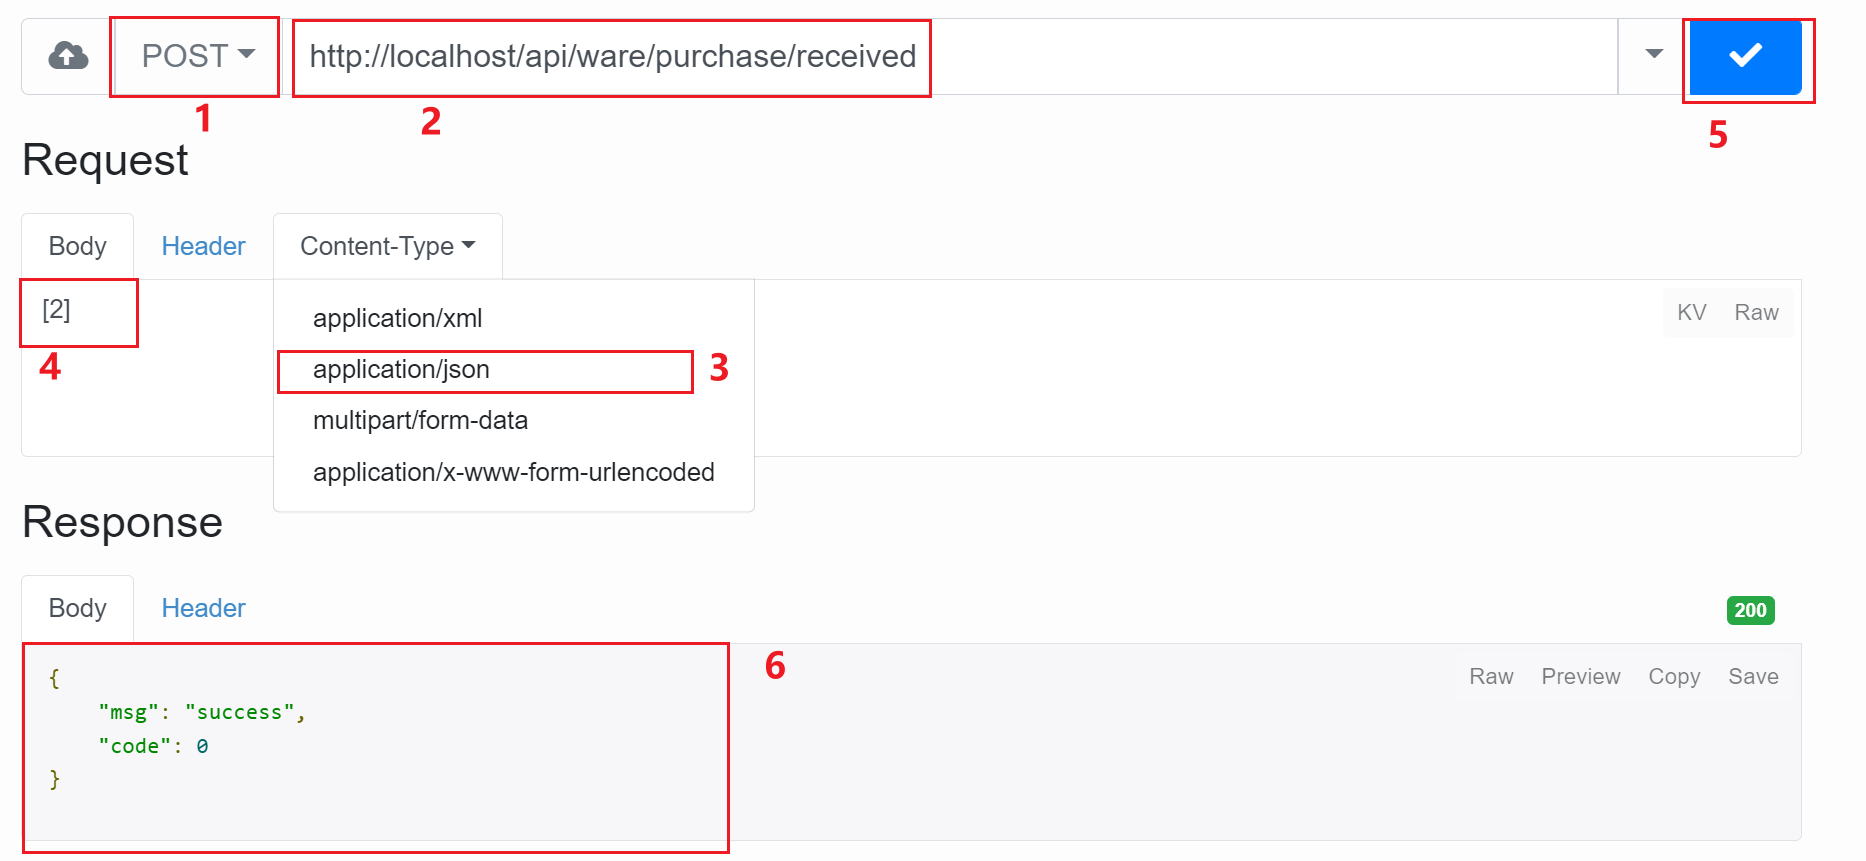 POST http://localhost/api/ware/purchase/received
1 2 5
Request
Body Header Content-Type
[2] KV Raw
4
application/xml
application/json 3
multipart/form-data
application/x-www-form-urlencoded
Response
Body Header 200
6
Raw Preview Copy Save
{
"msg": "success",
"code": 0
}